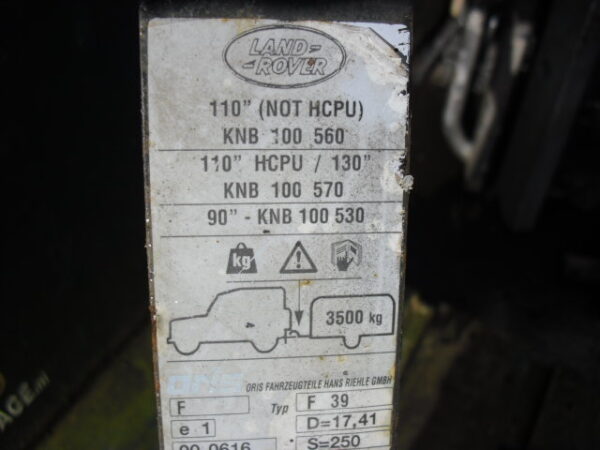 LAND-
-ROVER
110" (NOT HCPU)
KNB 100 560
110" HCPU / 130"
KNB 100 570
90" - KNB 100 530
kg
3500 kg
ORIS
ORIS FAHRZEUGTEILE HANS RIEHLE GMBH
F Typ F 39
e 1 D=17,41
00 0616 S=250